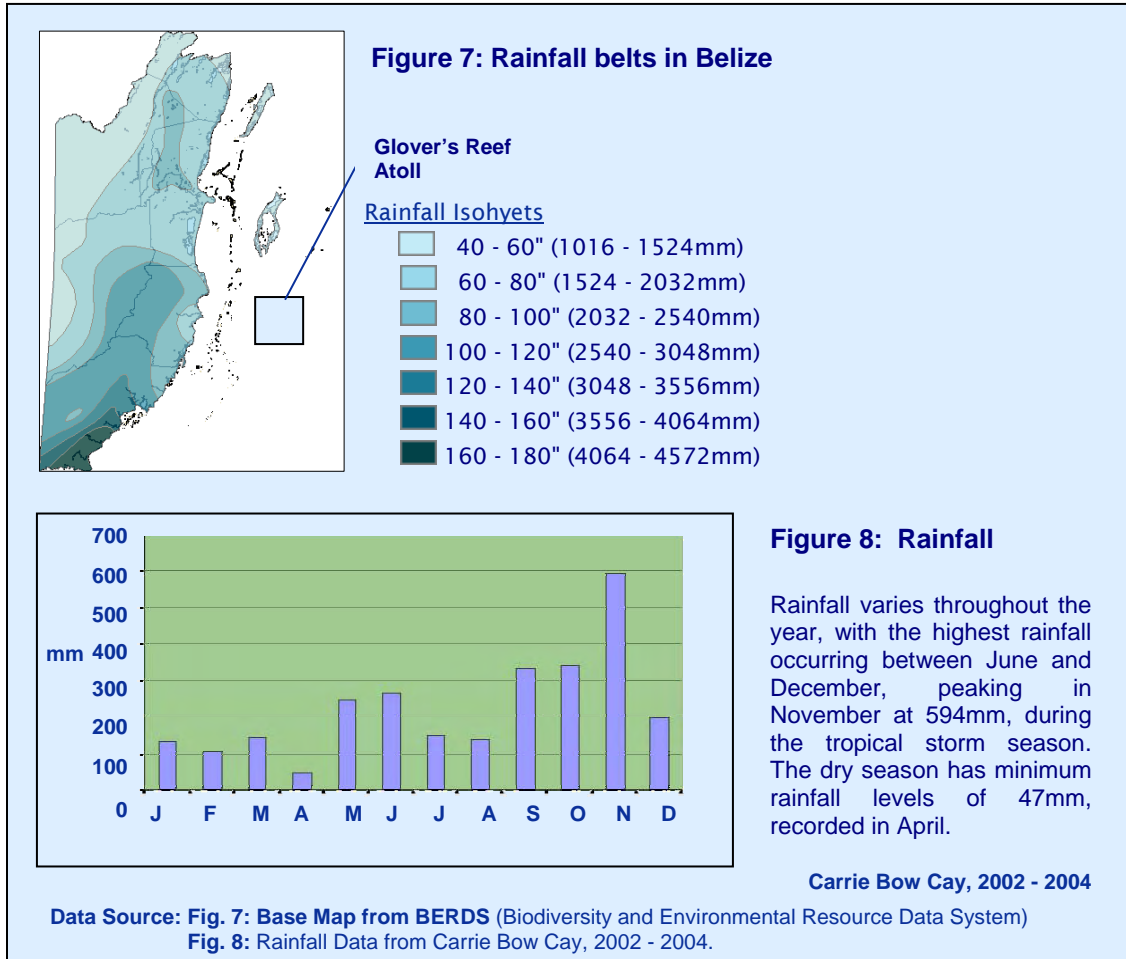 Figure 7: Rainfall belts in Belize
Glover's Reef
Atoll
Rainfall Isohyets
40 - 60" (1016 - 1524mm)
60 - 80" (1524 - 2032mm)
80 - 100" (2032 - 2540mm)
100 - 120" (2540 - 3048mm)
120 - 140" (3048 - 3556mm)
140 - 160" (3556 - 4064mm)
160 - 180" (4064 - 4572mm)
700
600
500
400
mm
300
200
100
0
J F M A M J J A S O N D
Figure 8: Rainfall
Rainfall varies throughout the
year, with the highest rainfall
occurring between June and
December, peaking in
November at 594mm, during
the tropical storm season.
The dry season has minimum
rainfall levels of 47mm,
recorded in April.
Carrie Bow Cay, 2002 - 2004
Data Source: Fig. 7: Base Map from BERDS (Biodiversity and Environmental Resource Data System)
Fig. 8: Rainfall Data from Carrie Bow Cay, 2002 - 2004.